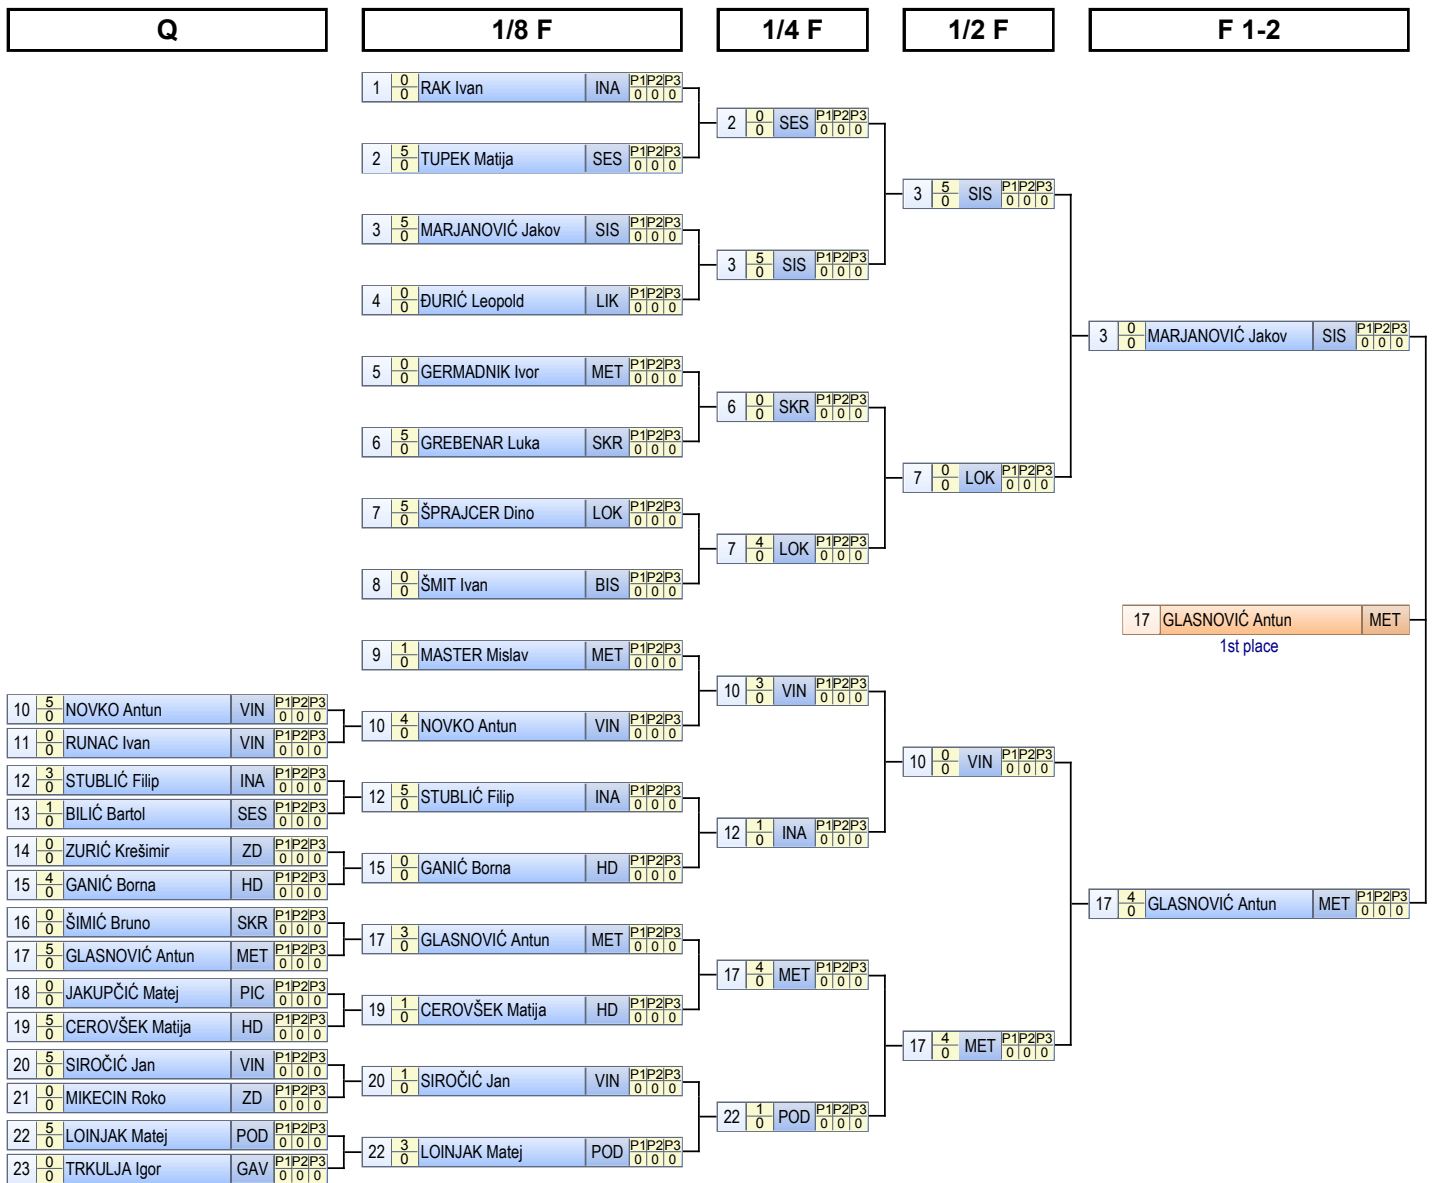 Q
1/8 F
1/4 F
1/2 F
F 1-2
1 0 0 RAK Ivan INA P1 P2 P3 0 0 0
2 5 0 TUPEK Matija SES P1 P2 P3 0 0 0
3 5 0 MARJANOVIĆ Jakov SIS P1 P2 P3 0 0 0
4 0 0 ĐURIĆ Leopold LIK P1 P2 P3 0 0 0
5 0 0 GERMADNIK Ivor MET P1 P2 P3 0 0 0
6 5 0 GREBENAR Luka SKR P1 P2 P3 0 0 0
7 5 0 ŠPRAJCER Dino LOK P1 P2 P3 0 0 0
8 0 0 ŠMIT Ivan BIS P1 P2 P3 0 0 0
9 1 0 MASTER Mislav MET P1 P2 P3 0 0 0
10 5 0 NOVKO Antun VIN P1 P2 P3 0 0 0
11 0 0 RUNAC Ivan VIN P1 P2 P3 0 0 0
12 3 0 STUBLIĆ Filip INA P1 P2 P3 0 0 0
13 1 0 BILIĆ Bartol SES P1 P2 P3 0 0 0
14 0 0 ZURIĆ Krešimir ZD P1 P2 P3 0 0 0
15 4 0 GANIĆ Borna HD P1 P2 P3 0 0 0
16 0 0 ŠIMIĆ Bruno SKR P1 P2 P3 0 0 0
17 5 0 GLASNOVIĆ Antun MET P1 P2 P3 0 0 0
18 0 0 JAKUPČIĆ Matej PIC P1 P2 P3 0 0 0
19 5 0 CEROVŠEK Matija HD P1 P2 P3 0 0 0
20 5 0 SIROČIĆ Jan VIN P1 P2 P3 0 0 0
21 0 0 MIKECIN Roko ZD P1 P2 P3 0 0 0
22 5 0 LOINJAK Matej POD P1 P2 P3 0 0 0
23 0 0 TRKULJA Igor GAV P1 P2 P3 0 0 0
10 4 0 NOVKO Antun VIN P1 P2 P3 0 0 0
12 5 0 STUBLIĆ Filip INA P1 P2 P3 0 0 0
15 0 0 GANIĆ Borna HD P1 P2 P3 0 0 0
17 3 0 GLASNOVIĆ Antun MET P1 P2 P3 0 0 0
19 1 0 CEROVŠEK Matija HD P1 P2 P3 0 0 0
20 1 0 SIROČIĆ Jan VIN P1 P2 P3 0 0 0
22 3 0 LOINJAK Matej POD P1 P2 P3 0 0 0
2 0 0 SES P1 P2 P3 0 0 0
3 5 0 SIS P1 P2 P3 0 0 0
6 0 0 SKR P1 P2 P3 0 0 0
7 4 0 LOK P1 P2 P3 0 0 0
10 3 0 VIN P1 P2 P3 0 0 0
12 1 0 INA P1 P2 P3 0 0 0
17 4 0 MET P1 P2 P3 0 0 0
22 1 0 POD P1 P2 P3 0 0 0
3 5 0 SIS P1 P2 P3 0 0 0
7 0 0 LOK P1 P2 P3 0 0 0
10 0 0 VIN P1 P2 P3 0 0 0
17 4 0 MET P1 P2 P3 0 0 0
3 0 0 MARJANOVIĆ Jakov SIS P1 P2 P3 0 0 0
17 GLASNOVIĆ Antun MET
1st place
17 4 0 GLASNOVIĆ Antun MET P1 P2 P3 0 0 0